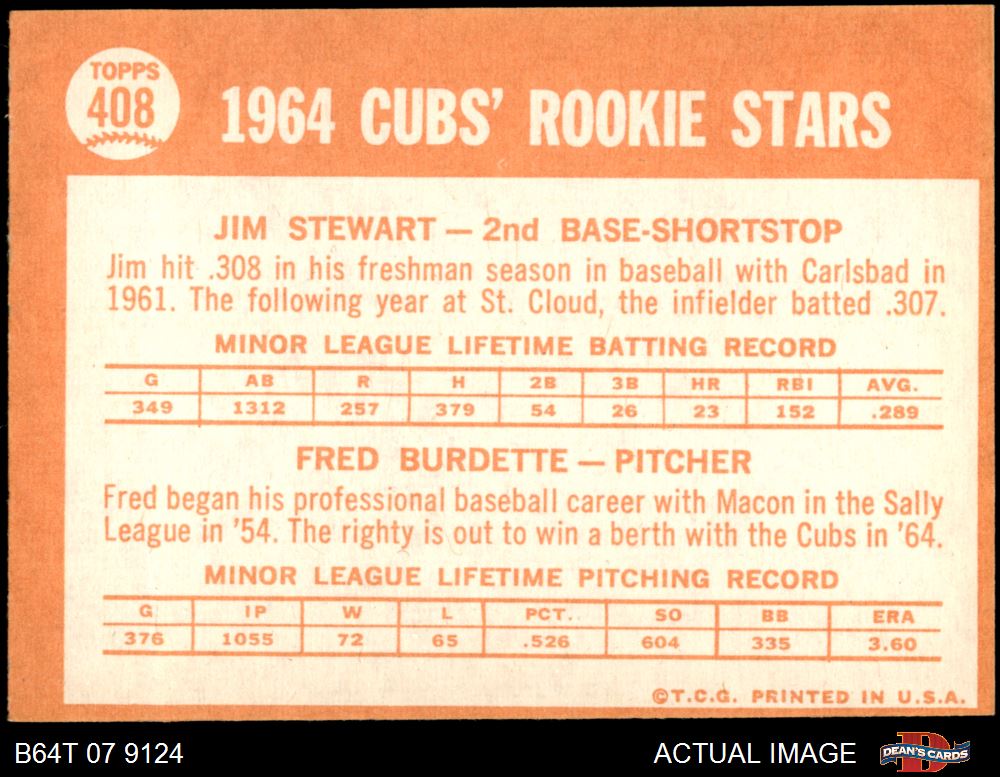 TOPPS
408
1964 CUBS' ROOKIE STARS
JIM STEWART — 2nd BASE-SHORTSTOP
Jim hit .308 in his freshman season in baseball with Carlsbad in
1961. The following year at St. Cloud, the infielder batted .307.
MINOR LEAGUE LIFETIME BATTING RECORD
G AB R H 2B 3B HR RBI AVG.
349 1312 257 379 54 26 23 152 .289
FRED BURDETTE — PITCHER
Fred began his professional baseball career with Macon in the Sally
League in '54. The righty is out to win a berth with the Cubs in '64.
MINOR LEAGUE LIFETIME PITCHING RECORD
G IP W L PCT. SO BB ERA
376 1055 72 65 .526 604 335 3.60
©T.C.G. PRINTED IN U.S.A.
B64T 07 9124
ACTUAL IMAGE
DEAN'S CARDS